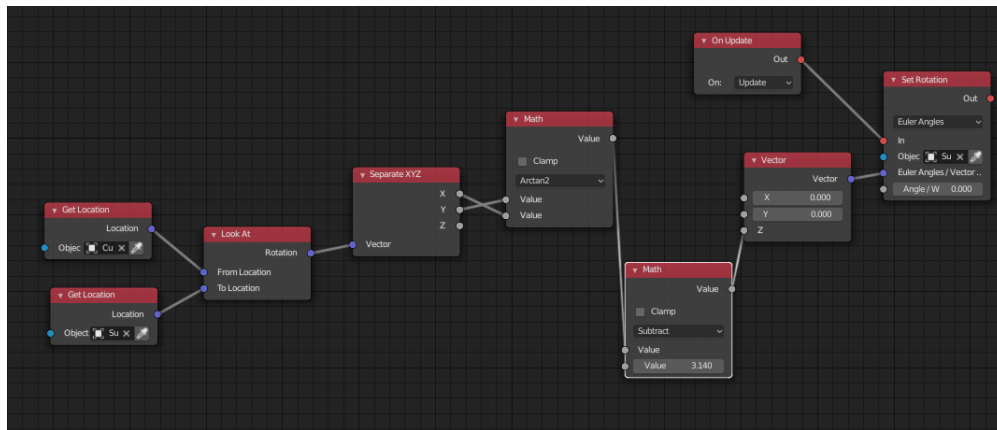 On Update
Out
On: Update
Set Rotation
Out
Euler Angles
In
Objec Su
Euler Angles / Vector ..
Angle / W 0.000
Math
Value
Clamp
Arctan2
Value
Value
Vector
Vector
X 0.000
Y 0.000
Z
Separate XYZ
X
Y
Z
Vector
Get Location
Location
Objec Cu
Look At
Rotation
From Location
To Location
Get Location
Location
Object Su
Math
Value
Clamp
Subtract
Value
Value 3.140